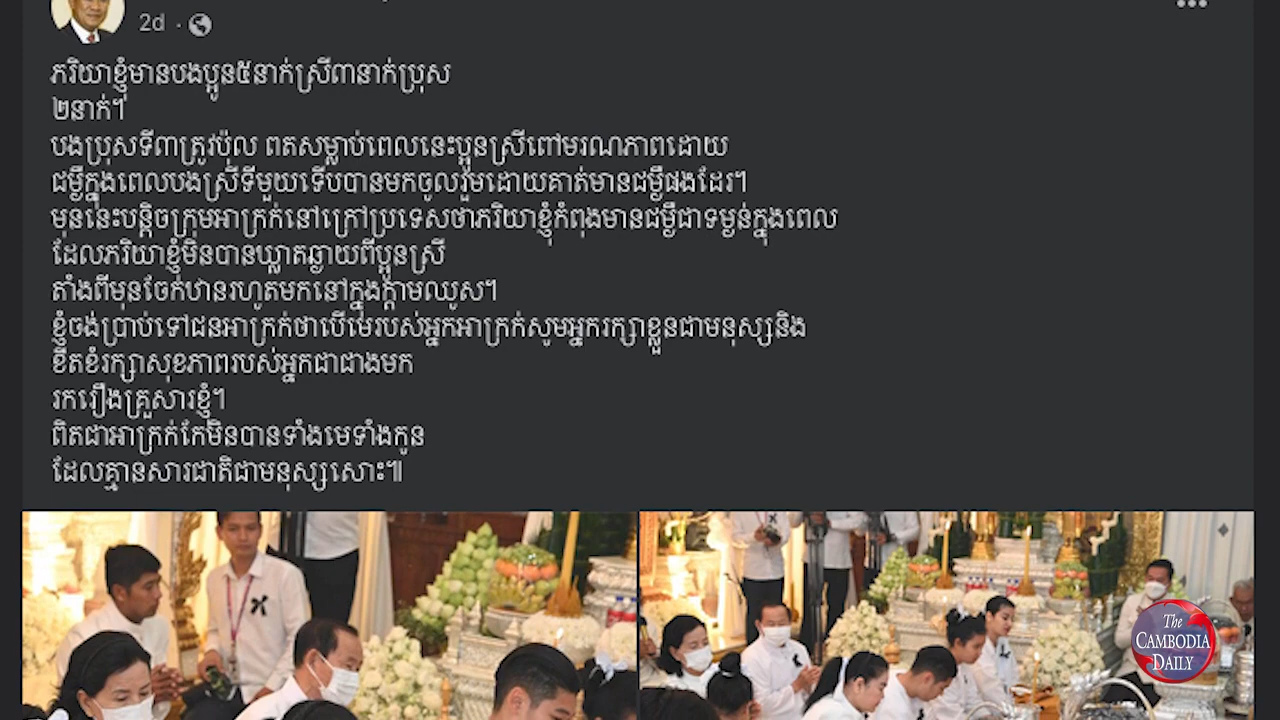 2d ·
ភរិយាខ្ញុំមានបងប្អូន៥នាក់ស្រី៣នាក់ប្រុស
២នាក់។
បងប្រុសទី៣ត្រូវប៉ុល ពតសម្លាប់ពេលនេះប្អូនស្រីពៅមរណភាពដោយ
ជម្ងឺក្នុងពេលបងស្រីទីមួយទើបបានមកចូលរួមដោយគាត់មានជម្ងឺផងដែរ។
មុននេះបន្តិចក្រុមអាក្រក់នៅក្រៅប្រទេសថាភរិយាខ្ញុំកំពុងមានជម្ងឺជាទម្ងន់ក្នុងពេល
ដែលភរិយាខ្ញុំមិនបានឃ្លាតឆ្ងាយពីប្អូនស្រី
តាំងពីមុនចែកឋានរហូតមកនៅក្នុងក្តាមឈូស។
ខ្ញុំចង់ប្រាប់ទៅជនអាក្រក់ថាបើមេរបស់អ្នកអាក្រក់សូមអ្នករក្សាខ្លួនជាមនុស្សនិង
ខិតខំរក្សាសុខភាពរបស់អ្នកជាជាងមក
រករឿងគ្រួសារខ្ញុំ។
ពិតជាអាក្រក់កែមិនបានទាំងមេទាំងកូន
ដែលគ្មានសារជាតិជាមនុស្សសោះ៕
The
CAMBODIA
DAILY